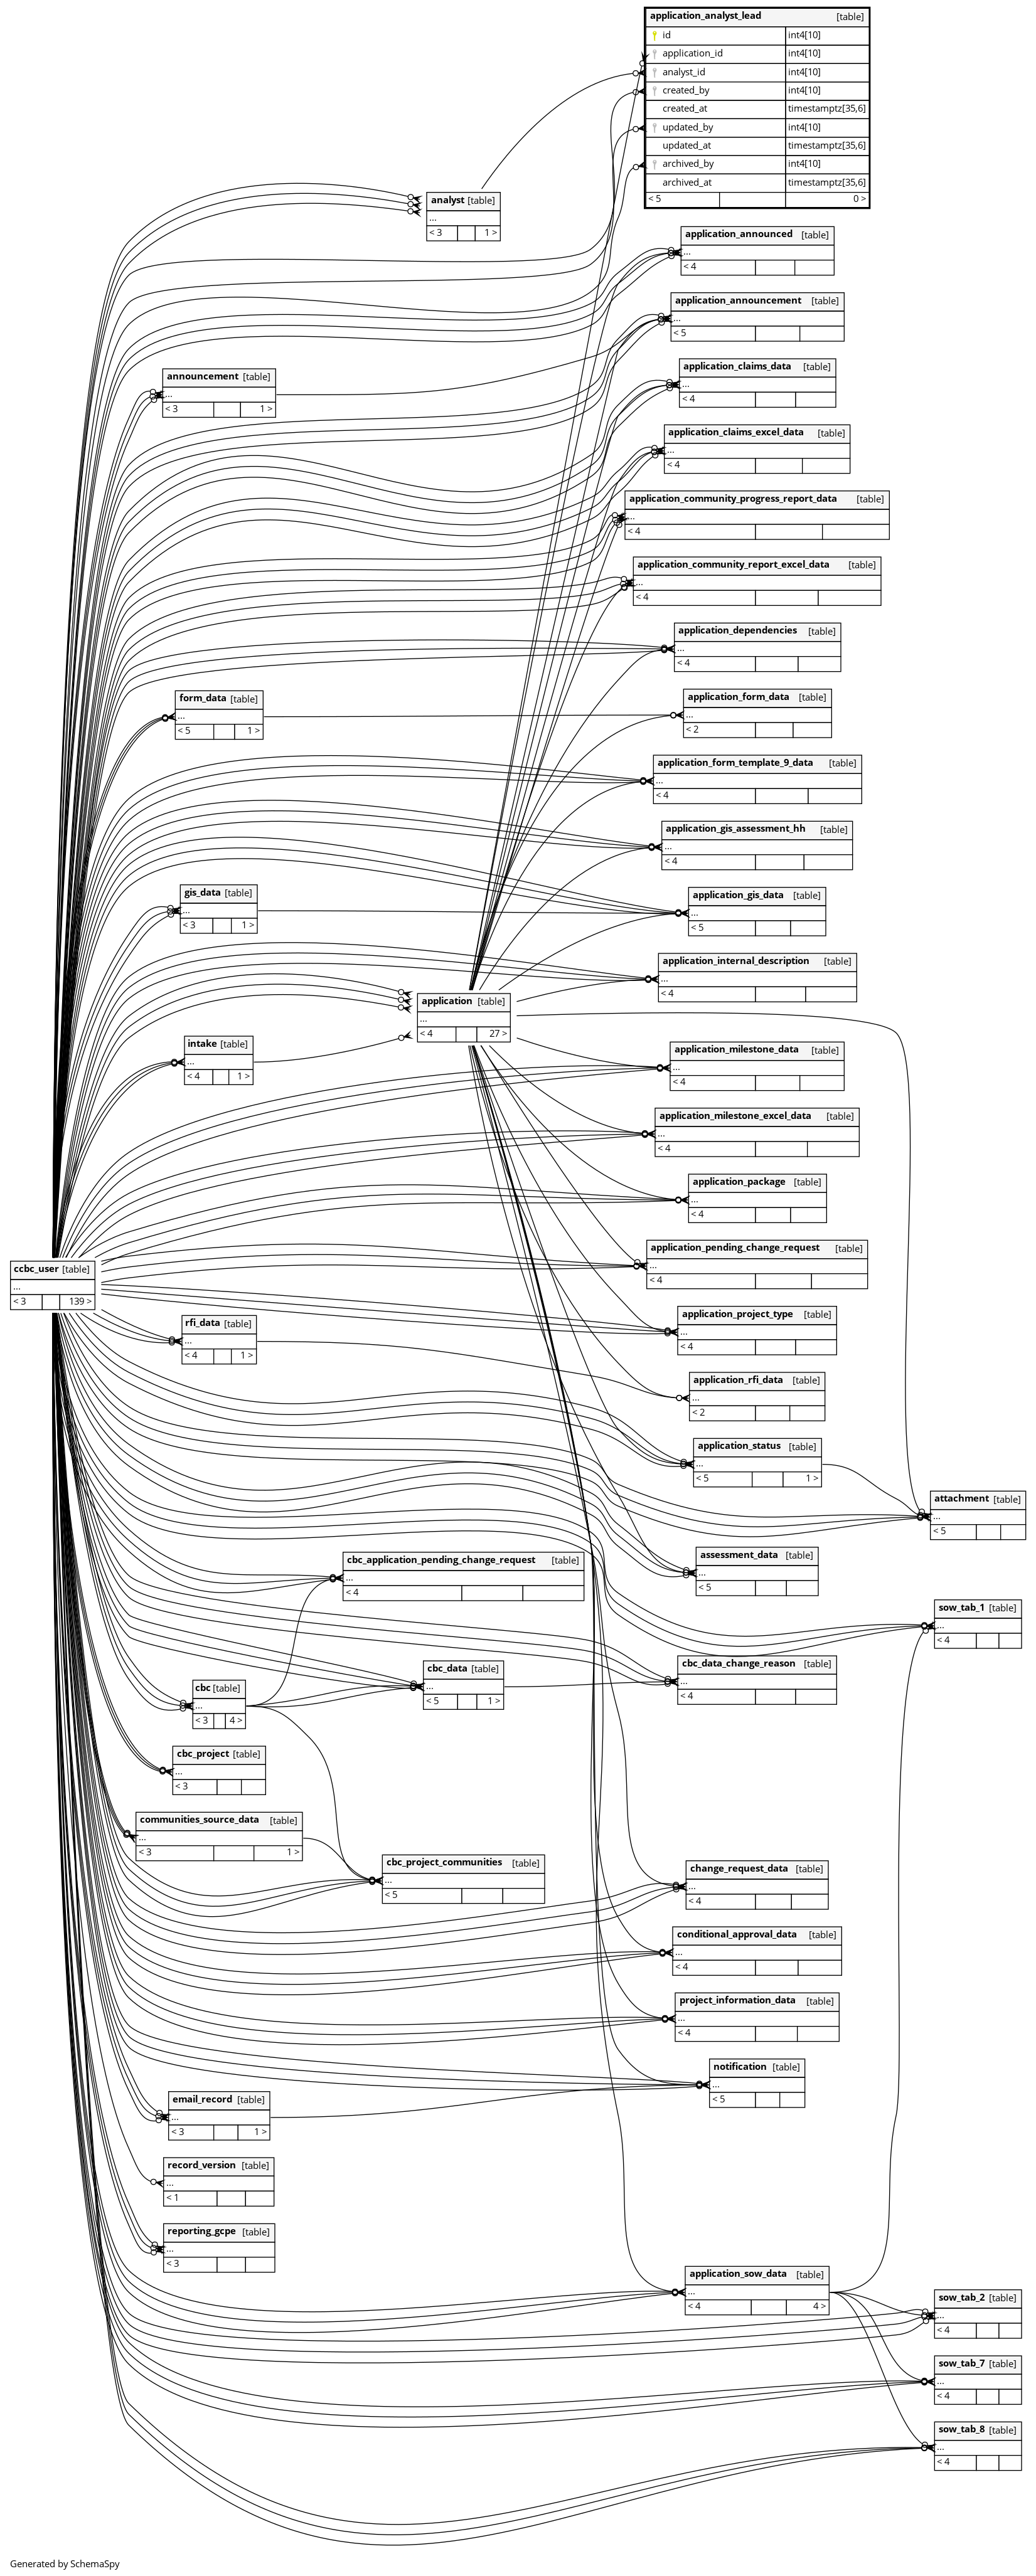 application_analyst_lead [table]
id int4[10]
application_id int4[10]
analyst_id int4[10]
created_by int4[10]
created_at timestamptz[35,6]
updated_by int4[10]
updated_at timestamptz[35,6]
archived_by int4[10]
archived_at timestamptz[35,6]
< 5 0 >
analyst [table]
...
< 3 1 >
application_announced [table]
...
< 4
application_announcement [table]
...
< 5
application_claims_data [table]
...
< 4
announcement [table]
...
< 3 1 >
application_claims_excel_data [table]
...
< 4
application_community_progress_report_data [table]
...
< 4
application_community_report_excel_data [table]
...
< 4
application_dependencies [table]
...
< 4
form_data [table]
...
< 5 1 >
application_form_data [table]
...
< 2
application_form_template_9_data [table]
...
< 4
application_gis_assessment_hh [table]
...
< 4
gis_data [table]
...
< 3 1 >
application_gis_data [table]
...
< 5
application_internal_description [table]
...
< 4
application [table]
...
< 4 27 >
intake [table]
...
< 4 1 >
application_milestone_data [table]
...
< 4
application_milestone_excel_data [table]
...
< 4
application_package [table]
...
< 4
application_pending_change_request [table]
...
< 4
ccbc_user [table]
...
< 3 139 >
application_project_type [table]
...
< 4
rfi_data [table]
...
< 4 1 >
application_rfi_data [table]
...
< 2
application_status [table]
...
< 5 1 >
attachment [table]
...
< 5
assessment_data [table]
...
< 5
cbc_application_pending_change_request [table]
...
< 4
sow_tab_1 [table]
...
< 4
cbc_data_change_reason [table]
...
< 4
cbc_data [table]
...
< 5 1 >
cbc [table]
...
< 3 4 >
cbc_project [table]
...
< 3
communities_source_data [table]
...
< 3 1 >
cbc_project_communities [table]
...
< 5
change_request_data [table]
...
< 4
conditional_approval_data [table]
...
< 4
project_information_data [table]
...
< 4
notification [table]
...
< 5
email_record [table]
...
< 3 1 >
record_version [table]
...
< 1
reporting_gcpe [table]
...
< 3
application_sow_data [table]
...
< 4 4 >
sow_tab_2 [table]
...
< 4
sow_tab_7 [table]
...
< 4
sow_tab_8 [table]
...
< 4
Generated by SchemaSpy